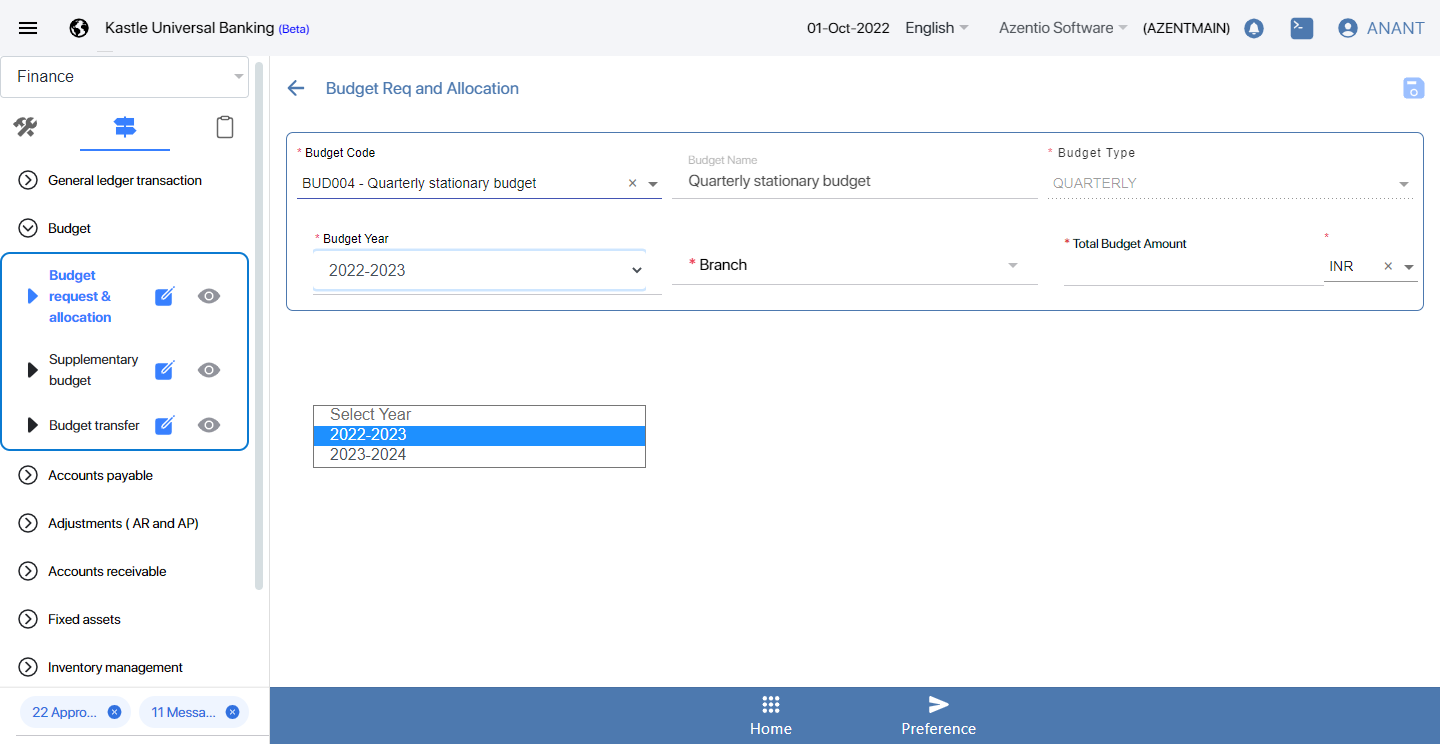 Kastle Universal Banking (Beta)
01-Oct-2022
English
Azentio Software
(AZENTMAIN)
ANANT
Finance
General ledger transaction
Budget
Budget
request &
allocation
Supplementary
budget
Budget transfer
Accounts payable
Adjustments ( AR and AP)
Accounts receivable
Fixed assets
Inventory management
22 Appro...
11 Messa...
Budget Req and Allocation
* Budget Code
BUD004 - Quarterly stationary budget
Budget Name
Quarterly stationary budget
* Budget Type
QUARTERLY
* Budget Year
2022-2023
* Branch
* Total Budget Amount
*
INR
Select Year
2022-2023
2023-2024
Home
Preference